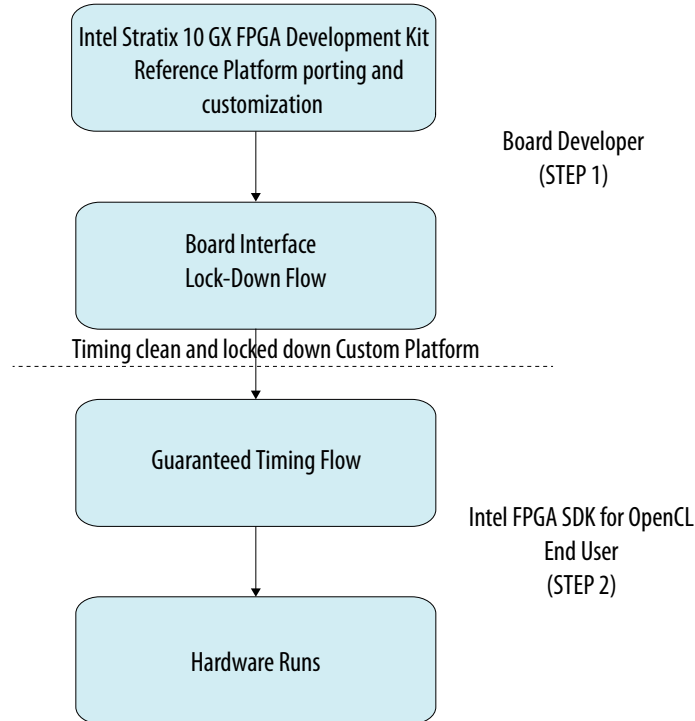 Intel Stratix 10 GX FPGA Development Kit
Reference Platform porting and
customization
Board Developer
(STEP 1)
Board Interface
Lock-Down Flow
Timing clean and locked down Custom Platform
Guaranteed Timing Flow
Intel FPGA SDK for OpenCL
End User
(STEP 2)
Hardware Runs